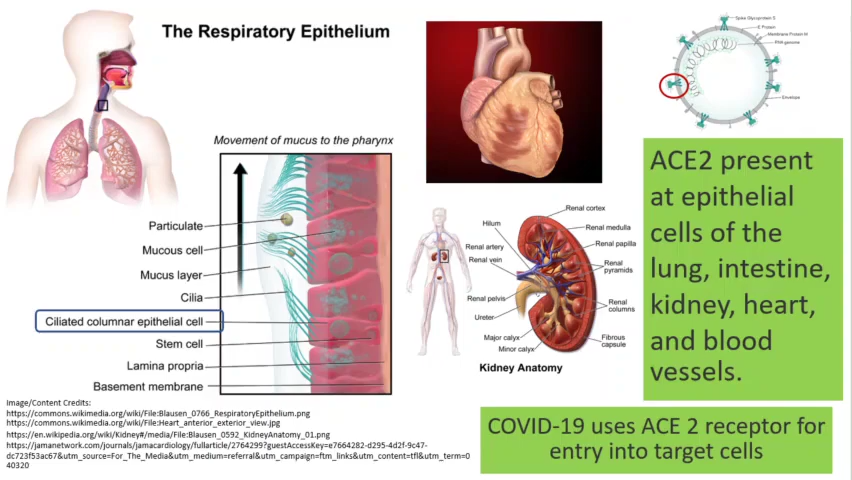 The Respiratory Epithelium
Movement of mucus to the pharynx
Particulate
Mucous cell
Mucus layer
Cilia
Ciliated columnar epithelial cell
Stem cell
Lamina propria
Basement membrane
Renal cortex
Hilum
Renal medulla
Renal artery
Renal papilla
Renal vein
Renal
pyramids
Renal pelvis
Renal
columns
Ureter
Major calyx
Fibrous
capsule
Minor calyx
Kidney Anatomy
Spike Glycoprotein S
E Protein
Membrane Protein M
RNA genome
Envelope
ACE2 present
at epithelial
cells of the
lung, intestine,
kidney, heart,
and blood
vessels.
COVID-19 uses ACE 2 receptor for
entry into target cells
Image/Content Credits:
https://commons.wikimedia.org/wiki/File:Blausen_0766_RespiratoryEpithelium.png
https://commons.wikimedia.org/wiki/File:Heart_anterior_exterior_view.jpg
https://en.wikipedia.org/wiki/Kidney#/media/File:Blausen_0592_KidneyAnatomy_01.png
https://jamanetwork.com/journals/jamacardiology/fullarticle/2764299?guestAccessKey=e7664282-d295-4d2f-9c47-
dc723f53ac67&utm_source=For_The_Media&utm_medium=referral&utm_campaign=ftm_links&utm_content=tfl&utm_term=0
40320